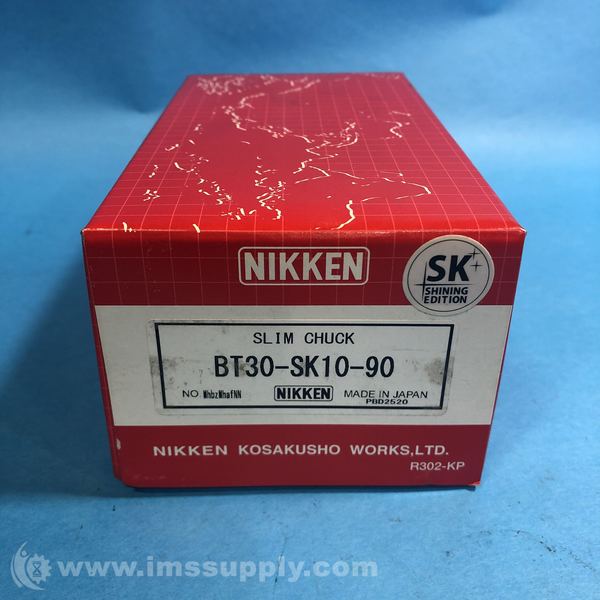 NIKKEN
SK
SHINING
EDITION
SLIM CHUCK
BT30-SK10-90
NO. NIKKEN MADE IN JAPAN
PBD2520
NIKKEN KOSAKUSHO WORKS,LTD.
R302-KP
www.imssupply.com/